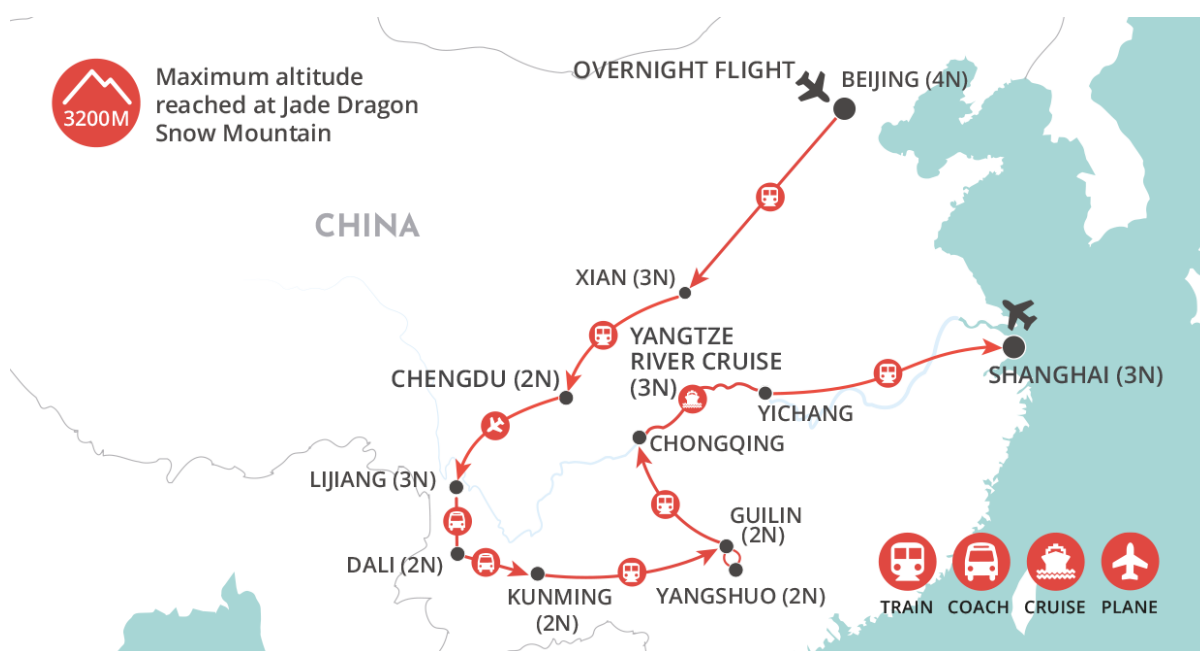 3200M
Maximum altitude
reached at Jade Dragon
Snow Mountain
OVERNIGHT FLIGHT
BEIJING (4N)
CHINA
XIAN (3N)
YANGTZE
RIVER CRUISE
(3N)
CHENGDU (2N)
SHANGHAI (3N)
YICHANG
CHONGQING
LIJIANG (3N)
GUILIN
(2N)
DALI (2N)
KUNMING
(2N)
YANGSHUO (2N)
TRAIN COACH CRUISE PLANE